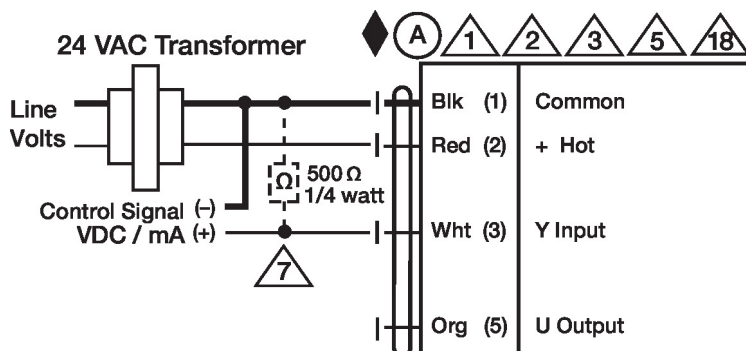 A 1 2 3 5 18
24 VAC Transformer
Line
Volts
Blk (1) Common
Red (2) + Hot
Ω 500 Ω
1/4 watt
Control Signal (–)
VDC / mA (+)
Wht (3) Y Input
7
Org (5) U Output